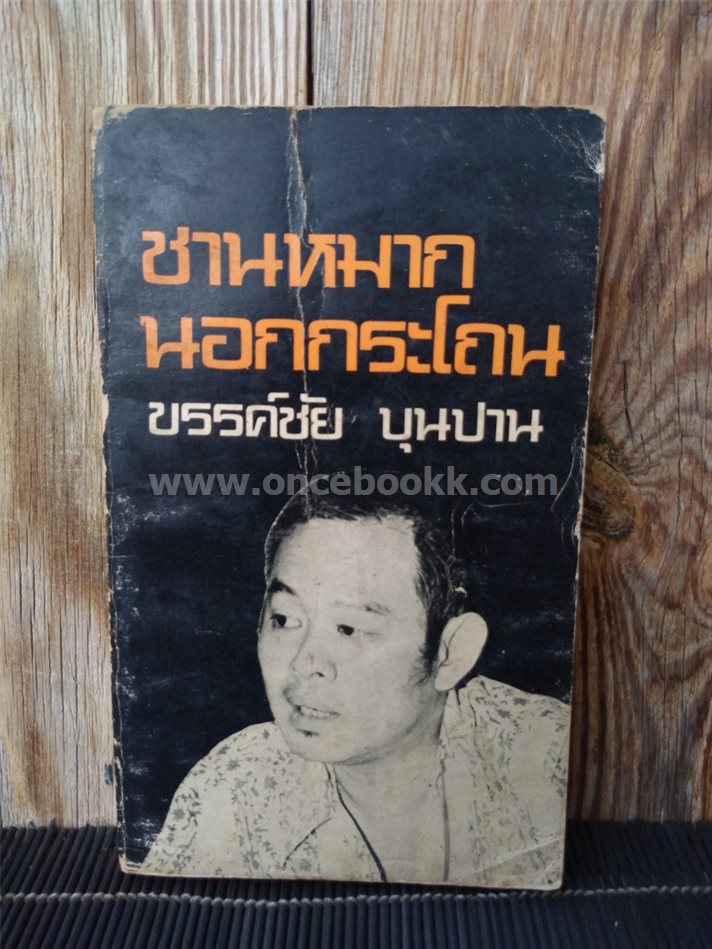 ชานหมาก
นอกกระโถน
ขรรค์ชัย บุนปาน
www.oncebookk.com